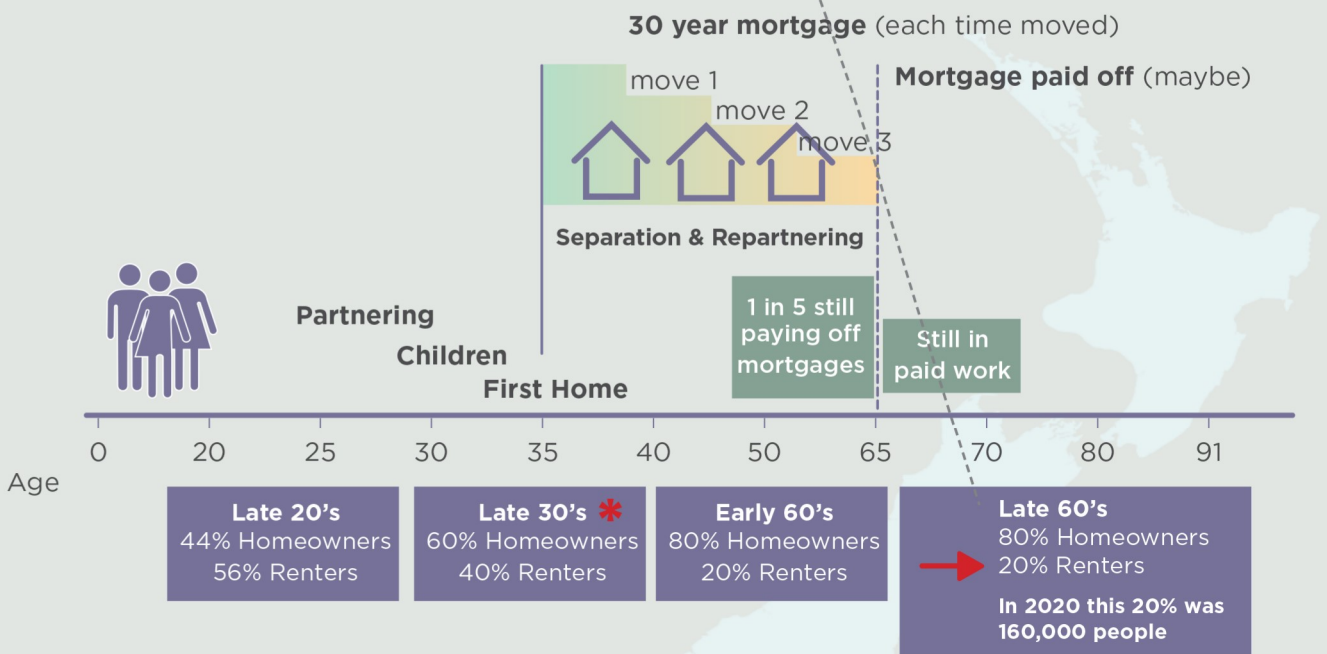 30 year mortgage (each time moved)
Mortgage paid off (maybe)
move 1
move 2
move 3
Separation & Repartnering
Partnering
Children
First Home
1 in 5 still
paying off
mortgages
Still in
paid work
0 20 25 30 35 40 50 65 70 80 91
Age
Late 20's
44% Homeowners
56% Renters
Late 30's *
60% Homeowners
40% Renters
Early 60's
80% Homeowners
20% Renters
Late 60's
80% Homeowners
20% Renters
In 2020 this 20% was
160,000 people